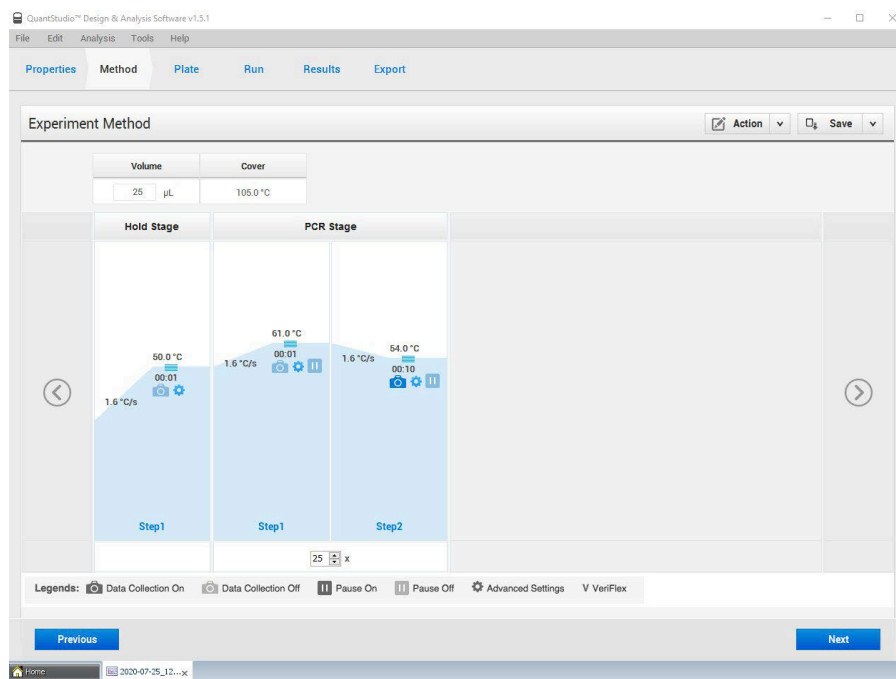 QuantStudio™ Design & Analysis Software v1.5.1
File Edit Analysis Tools Help
Properties Method Plate Run Results Export
Experiment Method
Action
Save
Volume Cover
25 µL 105.0 °C
Hold Stage PCR Stage
61.0 °C
50.0 °C
00:01
1.6 °C/s
1.6 °C/s
00:01
54.0 °C
1.6 °C/s
00:10
Step1 Step1 Step2
25 x
Legends: Data Collection On Data Collection Off Pause On Pause Off Advanced Settings V VeriFlex
Previous Next
Home 2020-07-25_12...x